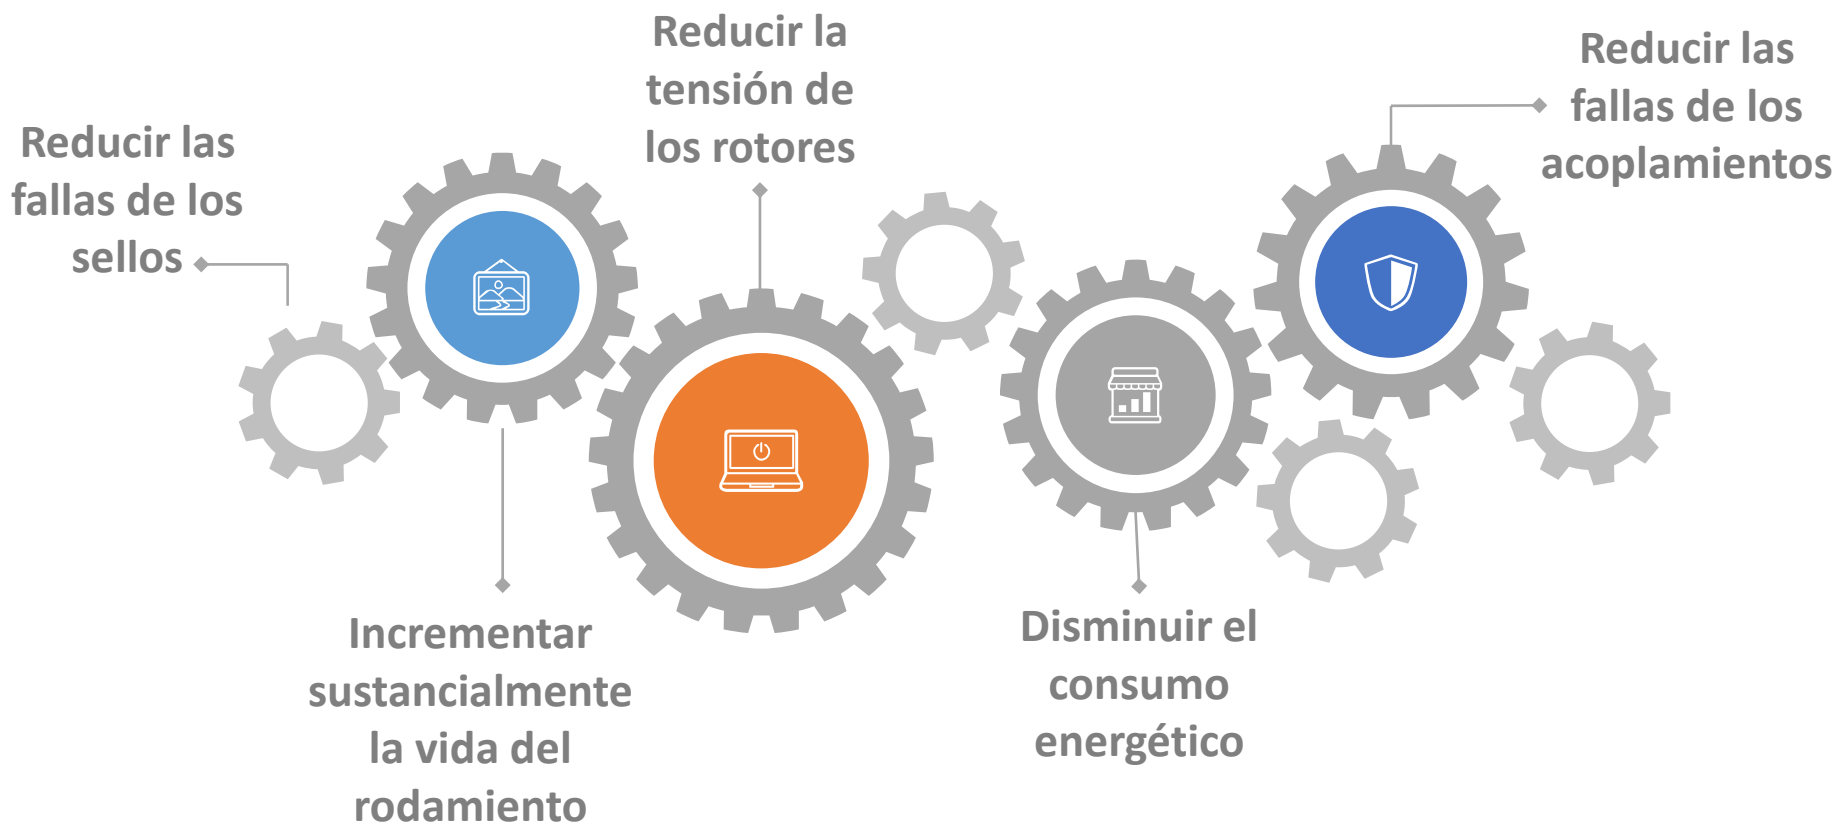 Reducir las
fallas de los
sellos
Incrementar
sustancialmente
la vida del
rodamiento
Reducir la
tensión de
los rotores
Disminuir el
consumo
energético
Reducir las
fallas de los
acoplamientos